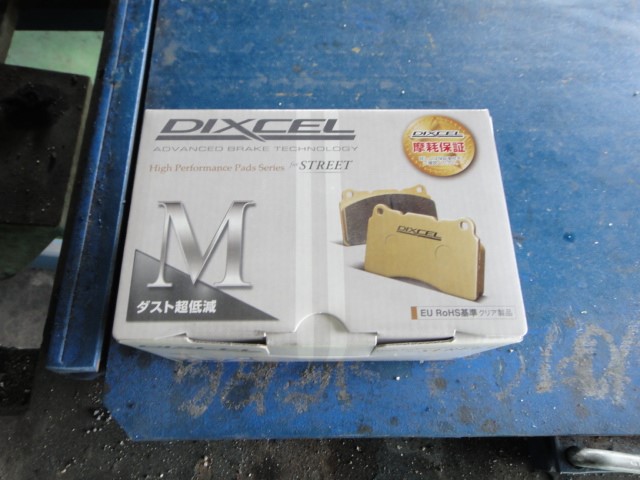 DIXCEL
ADVANCED BRAKE TECHNOLOGY
High Performance Pads Series for STREET
DIXCEL
摩耗保証
DIXCEL
M
ダスト超低減
EU RoHS基準クリア製品